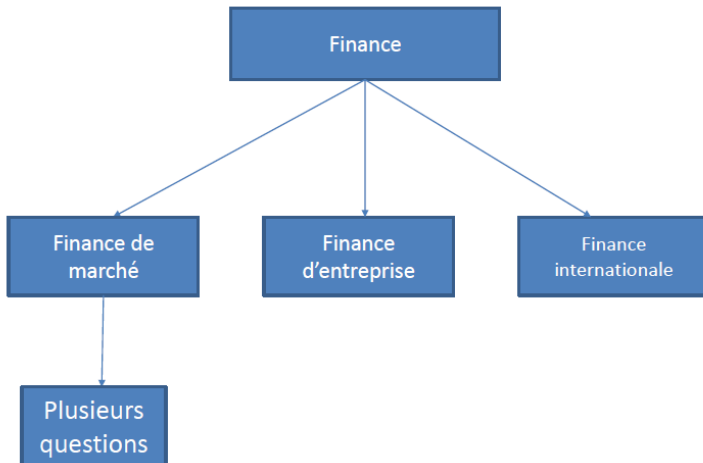 Finance
Finance de
marché
Finance
d’entreprise
Finance
internationale
Plusieurs
questions